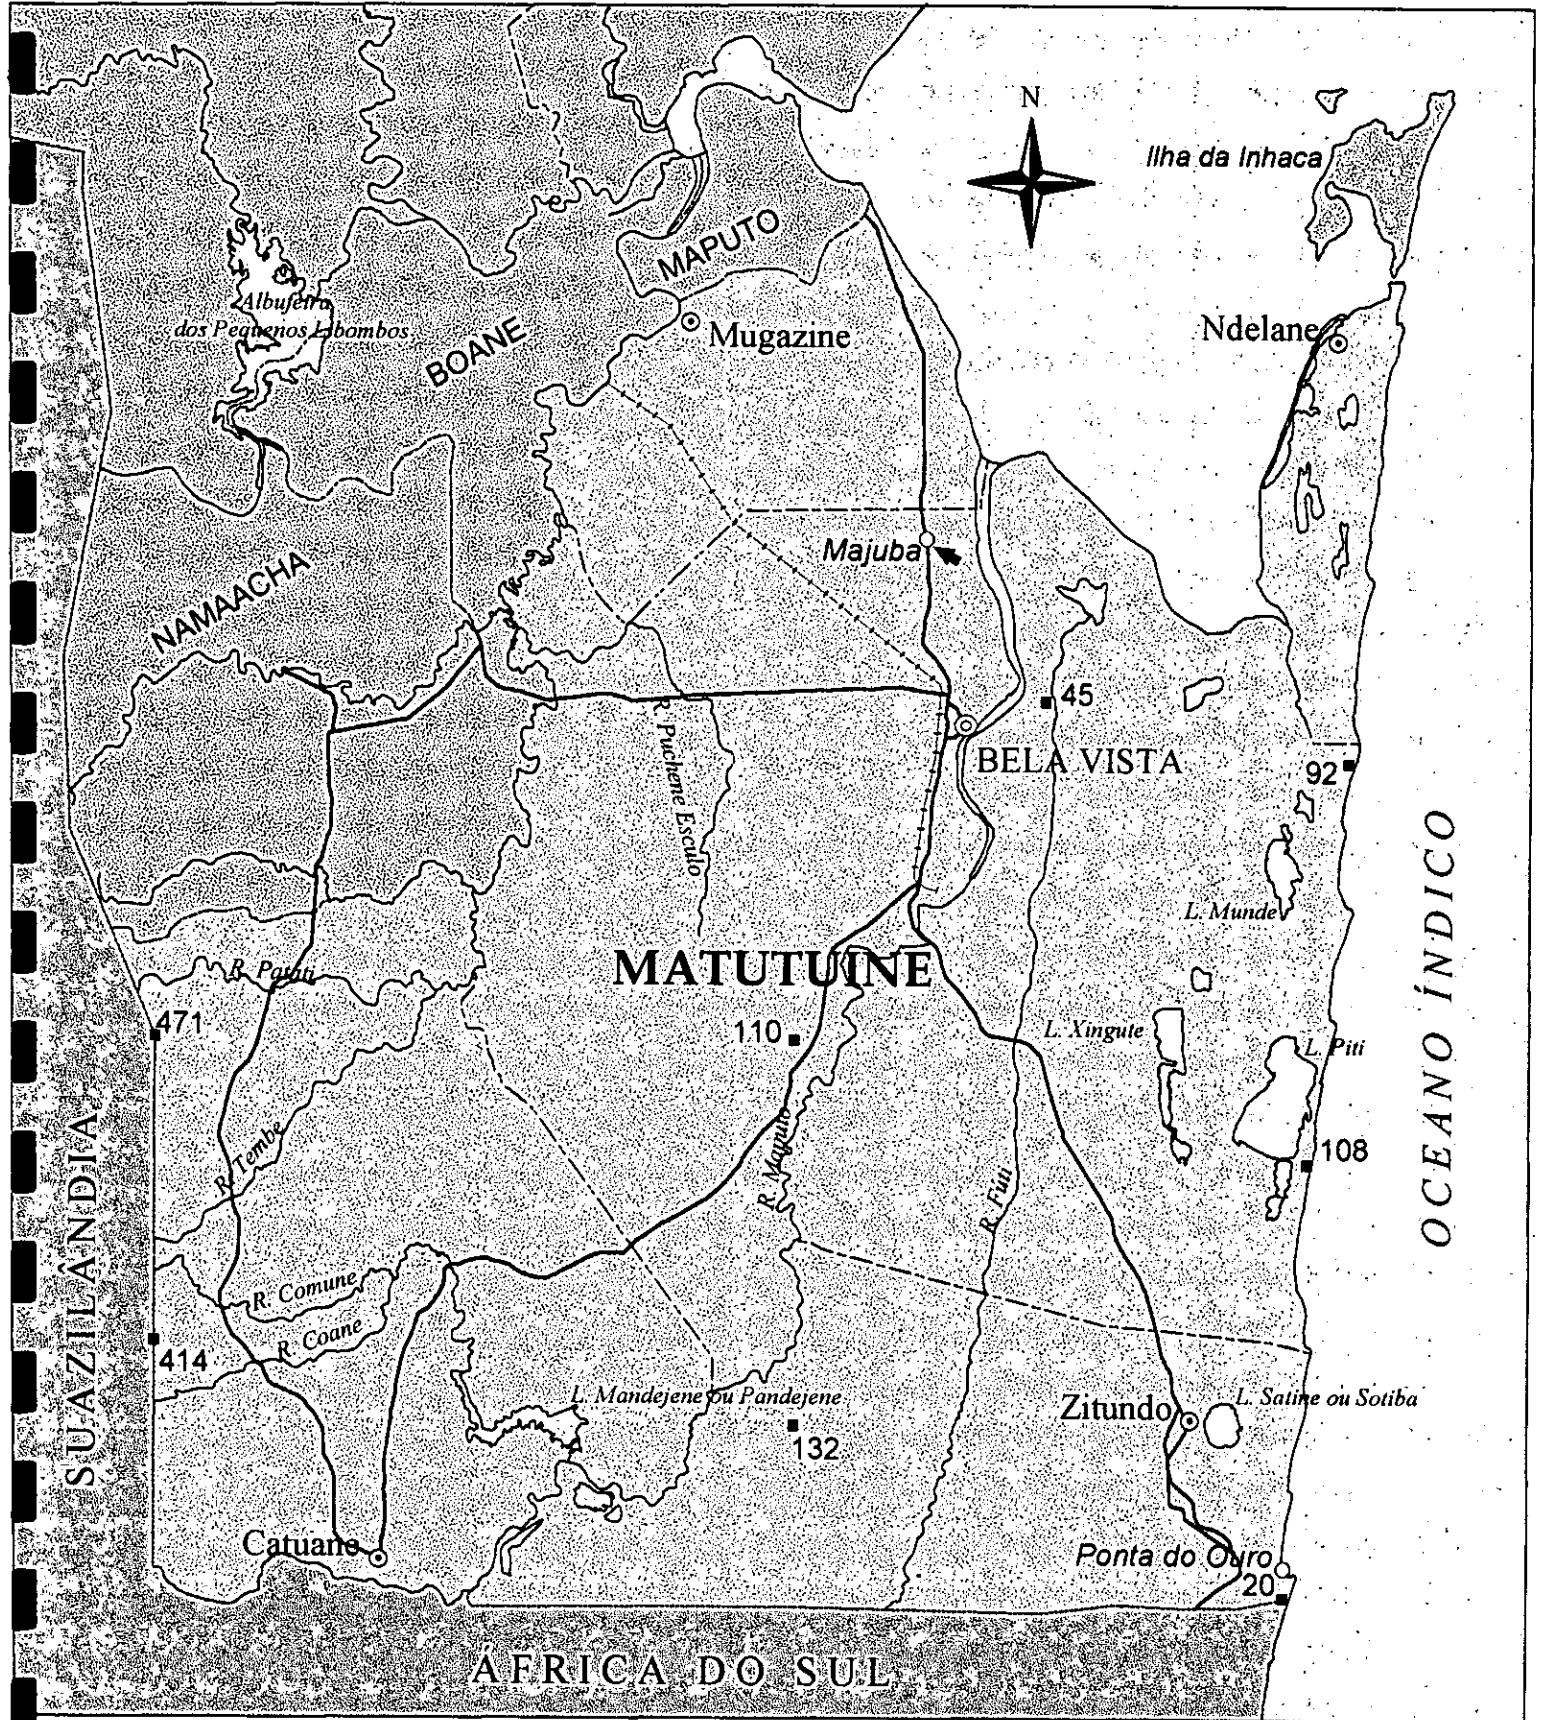 N
Ilha da Inhaca
MAPUTO
Albufeira
dos Pequenos Libombos
BOANE
Mugazine
Ndelane
Majuba
NAMAACHA
45
R. Puchene Esculo
BELA VISTA
92
OCEANO ÍNDICO
L. Munde
MATUTUINE
R. Patati
471
110
L. Xingute
L. Piti
R. Tembe
R. Maputo
108
R. Fúti
SUAZILÂNDIA
R. Comune
R. Coane
414
L. Mandejene ou Pandejene
132
Zitundo
L. Satine ou Sotiba
Catuane
Ponta do Ouro
20
ÁFRICA DO SUL